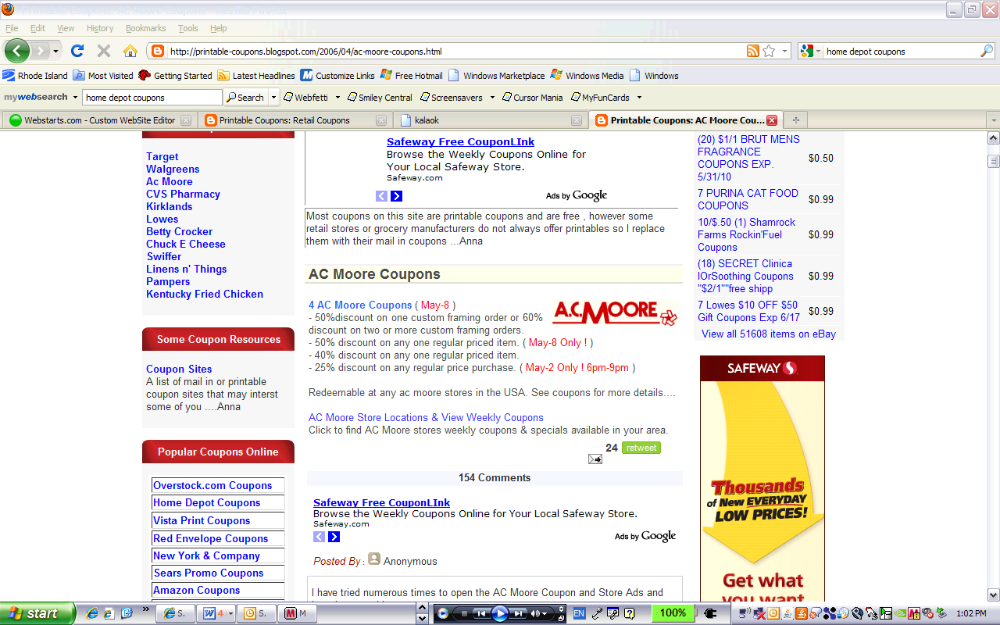 Printable Coupons: AC Moore Coupons - Mozilla Firefox
File Edit View History Bookmarks Tools Help
http://printable-coupons.blogspot.com/2006/04/ac-moore-coupons.html
home depot coupons
Rhode Island Most Visited Getting Started Latest Headlines Customize Links Free Hotmail Windows Marketplace Windows Media Windows
mywebsearch home depot coupons Search Webfetti Smiley Central Screensavers Cursor Mania MyFunCards
Webstarts.com - Custom WebSite Editor
Printable Coupons: Retail Coupons
kalaok
Printable Coupons: AC Moore Cou...
Target
Walgreens
Ac Moore
CVS Pharmacy
Kirklands
Lowes
Betty Crocker
Chuck E Cheese
Swiffer
Linens n' Things
Pampers
Kentucky Fried Chicken
Some Coupon Resources
Coupon Sites
A list of mail in or printable
coupon sites that may interst
some of you ....Anna
Popular Coupons Online
Overstock.com Coupons
Home Depot Coupons
Vista Print Coupons
Red Envelope Coupons
New York & Company
Sears Promo Coupons
Amazon Coupons
Safeway Free CouponLInk
Browse the Weekly Coupons Online for
Your Local Safeway Store.
Safeway.com
Ads by Google
Most coupons on this site are printable coupons and are free , however some
retail stores or grocery manufacturers do not always offer printables so I replace
them with their mail in coupons ...Anna
AC Moore Coupons
4 AC Moore Coupons ( May-8 )
- 50%discount on one custom framing order or 60%
discount on two or more custom framing orders.
- 50% discount on any one regular priced item. ( May-8 Only ! )
- 40% discount on any one regular priced item.
- 25% discount on any regular price purchase. ( May-2 Only ! 6pm-9pm )
A.C.MOORE
Redeemable at any ac moore stores in the USA. See coupons for more details....
AC Moore Store Locations & View Weekly Coupons
Click to find AC Moore stores weekly coupons & specials available in your area.
24 retweet
154 Comments
Safeway Free CouponLInk
Browse the Weekly Coupons Online for Your Local Safeway Store.
Safeway.com
Ads by Google
Posted By : Anonymous
I have tried numerous times to open the AC Moore Coupon and Store Ads and
(20) $1/1 BRUT MENS
FRAGRANCE
COUPONS EXP.
5/31/10
$0.50
7 PURINA CAT FOOD
COUPONS
$0.99
10/$.50 (1) Shamrock
Farms Rockin'Fuel
Coupons
$0.99
(18) SECRET Clinica
lOrSoothing Coupons
"$2/1""free shipp
$0.99
7 Lowes $10 OFF $50
Gift Coupons Exp 6/17
$0.99
View all 51608 items on eBay
SAFEWAY
Thousands
of New EVERYDAY
LOW PRICES!
Get what
you want
start
S.
4
S.
M
EN
100%
1:02 PM